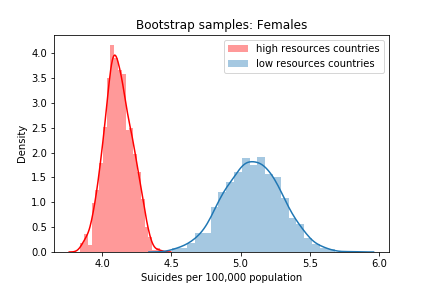 Bootstrap samples: Females
high resources countries
low resources countries
4.0
3.5
3.0
2.5
2.0
1.5
1.0
0.5
0.0
Density
4.0 4.5 5.0 5.5 6.0
Suicides per 100,000 population